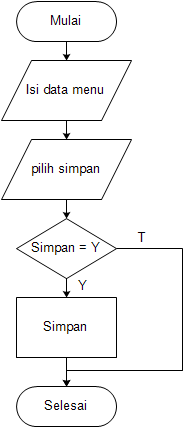 Mulai
Isi data menu
pilih simpan
Simpan = Y
T
Y
Simpan
Selesai